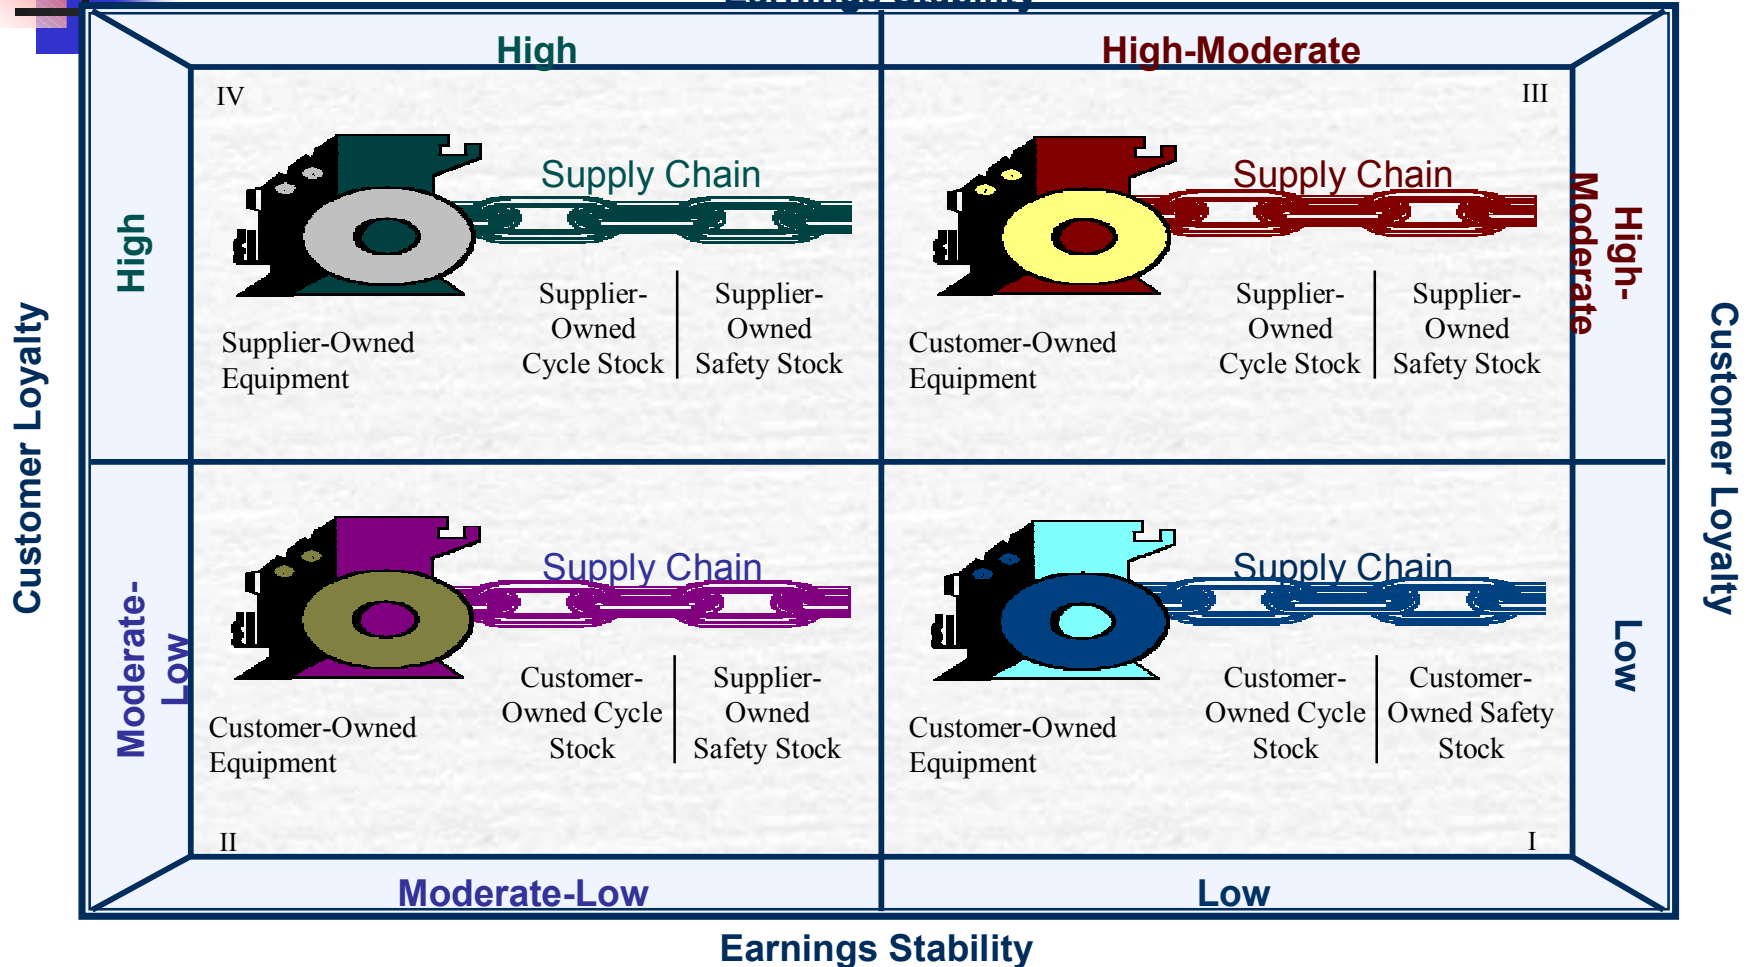 Earnings Stability
High
High-Moderate
IV
III
Supply Chain
Supply Chain
High
High-
Moderate
Supplier-
Owned
Cycle Stock
Supplier-
Owned
Safety Stock
Supplier-Owned
Equipment
Supplier-
Owned
Cycle Stock
Supplier-
Owned
Safety Stock
Customer-Owned
Equipment
Customer Loyalty
Customer Loyalty
Supply Chain
Supply Chain
Moderate-
Low
Low
Customer-
Owned Cycle
Stock
Supplier-
Owned
Safety Stock
Customer-Owned
Equipment
Customer-
Owned Cycle
Stock
Customer-
Owned Safety
Stock
Customer-Owned
Equipment
II
I
Moderate-Low
Low
Earnings Stability